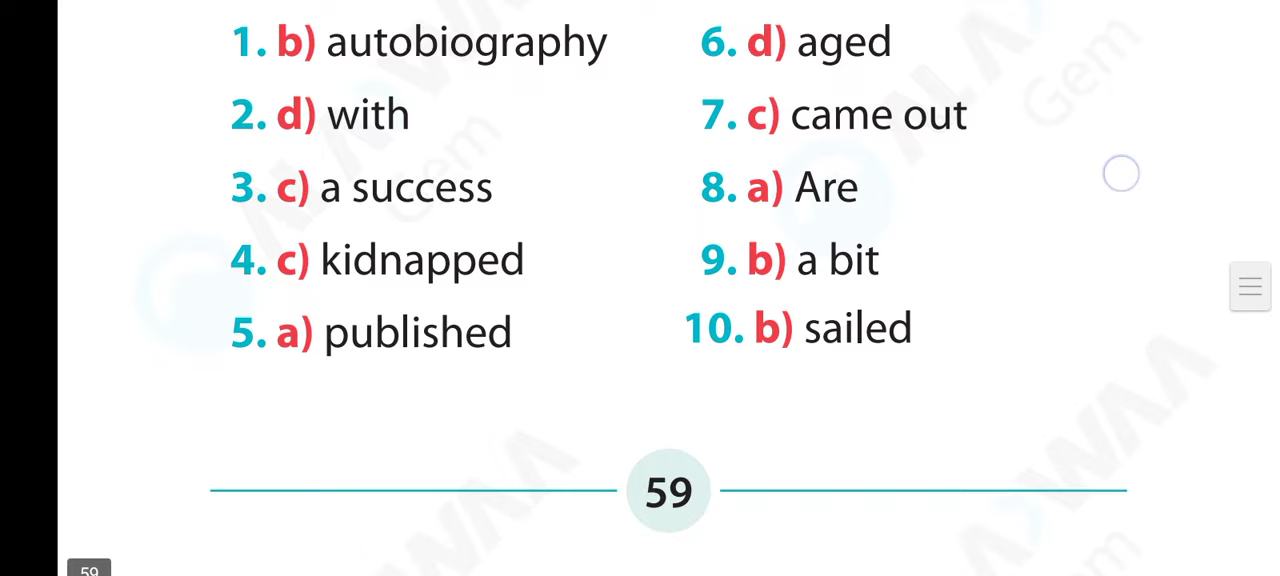 1. b) autobiography
2. d) with
3. c) a success
4. c) kidnapped
5. a) published
6. d) aged
7. c) came out
8. a) Are
9. b) a bit
10. b) sailed
59
59